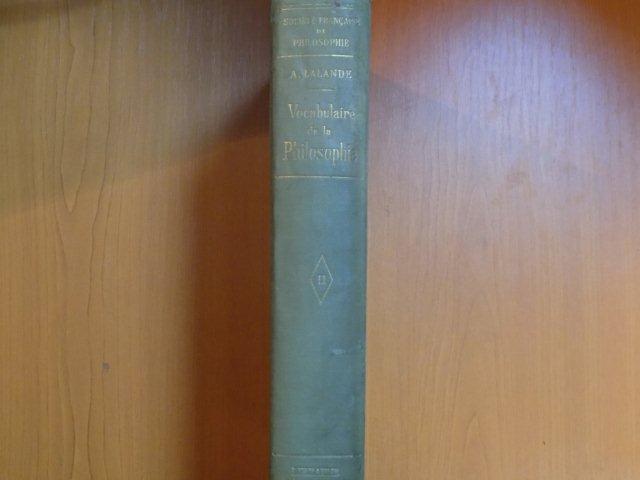 SOCIÉTÉ FRANÇAISE
DE
PHILOSOPHIE
A. LALANDE
Vocabulaire
de la
Philosophie
II